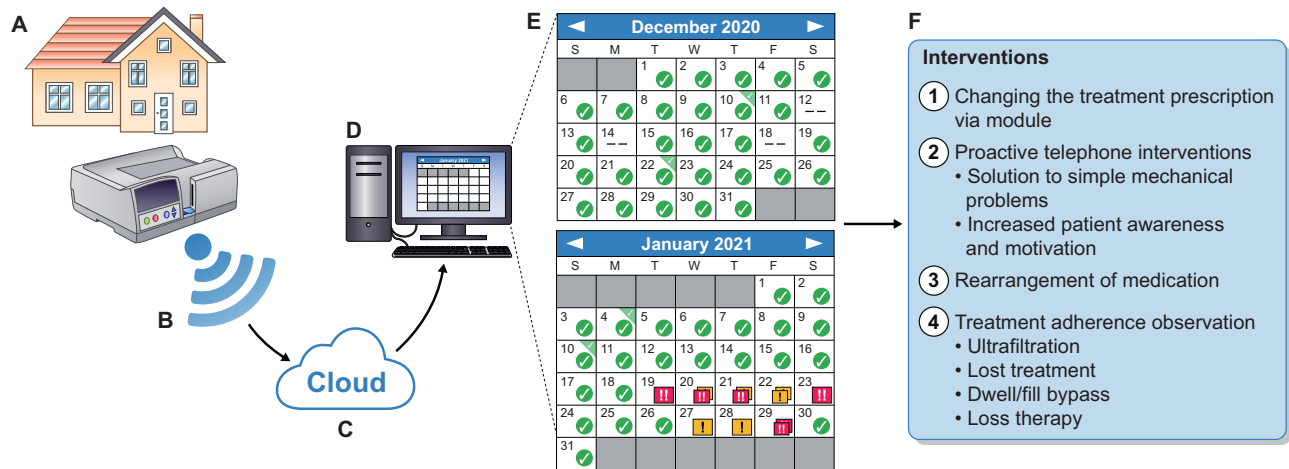 A
B
C
Cloud
D
January 2021
S M T W T F S
E
December 2020
S M T W T F S
1 2 3 4 5
6 7 8 9 10 11 12
--
13 14 15 16 17 18 19
-- --
20 21 22 23 24 25 26
27 28 29 30 31
January 2021
S M T W T F S
1 2
3 4 5 6 7 8 9
10 11 12 13 14 15 16
17 18 19 20 21 22 23
!! !! !! ! !!
24 25 26 27 28 29 30
! ! !!
31
F
Interventions
1 Changing the treatment prescription
via module
2 Proactive telephone interventions
• Solution to simple mechanical
problems
• Increased patient awareness
and motivation
3 Rearrangement of medication
4 Treatment adherence observation
• Ultrafiltration
• Lost treatment
• Dwell/fill bypass
• Loss therapy